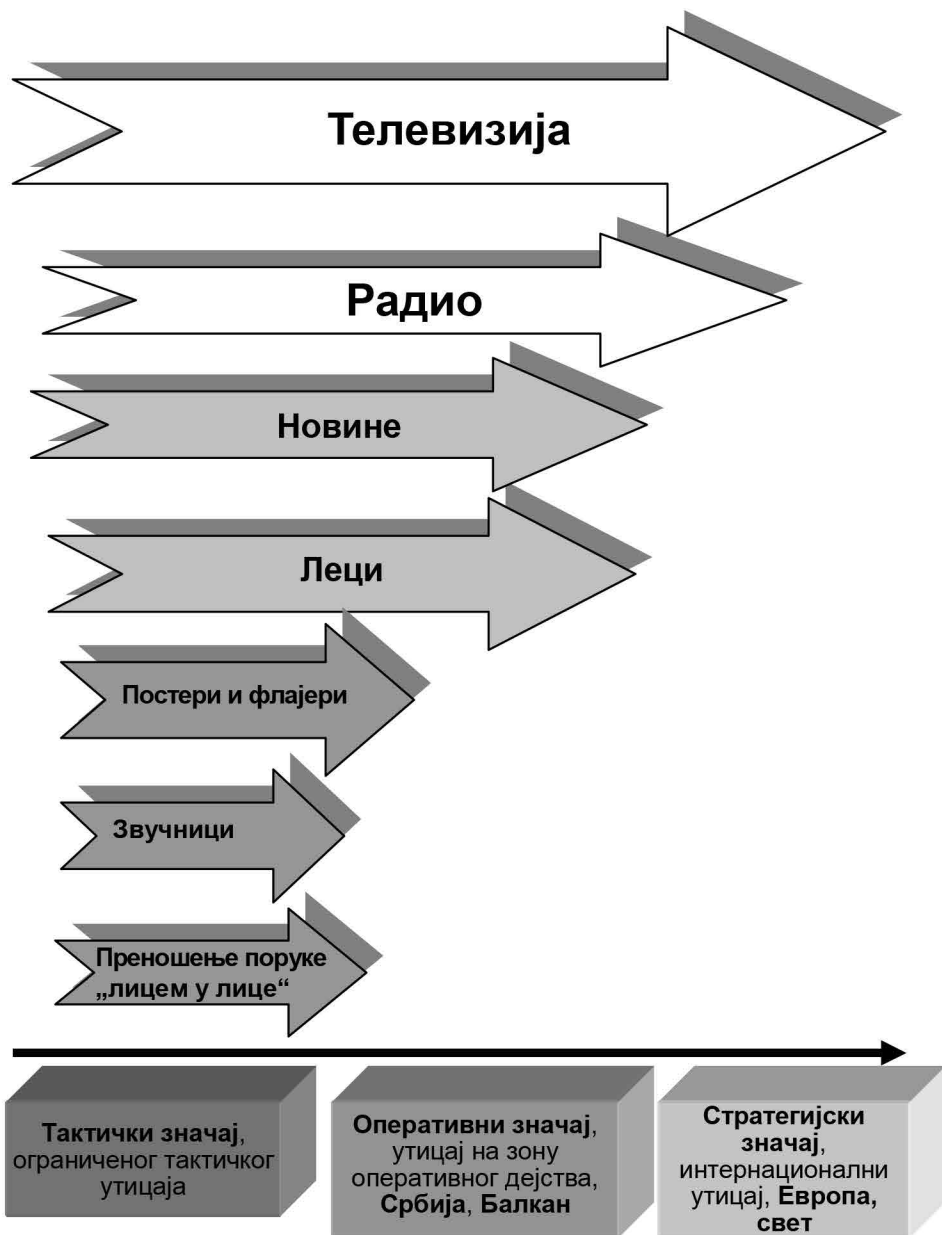 Телевизија
Радио
Новине
Леци
Постери и флајери
Звучници
Преношење поруке
„лицем у лице“
Тактички значај,
ограниченог тактичког
утицаја
Оперативни значај,
утицај на зону
оперативног дејства,
Србија, Балкан
Стратегијски
значај,
интернационални
утицај, Европа,
свет